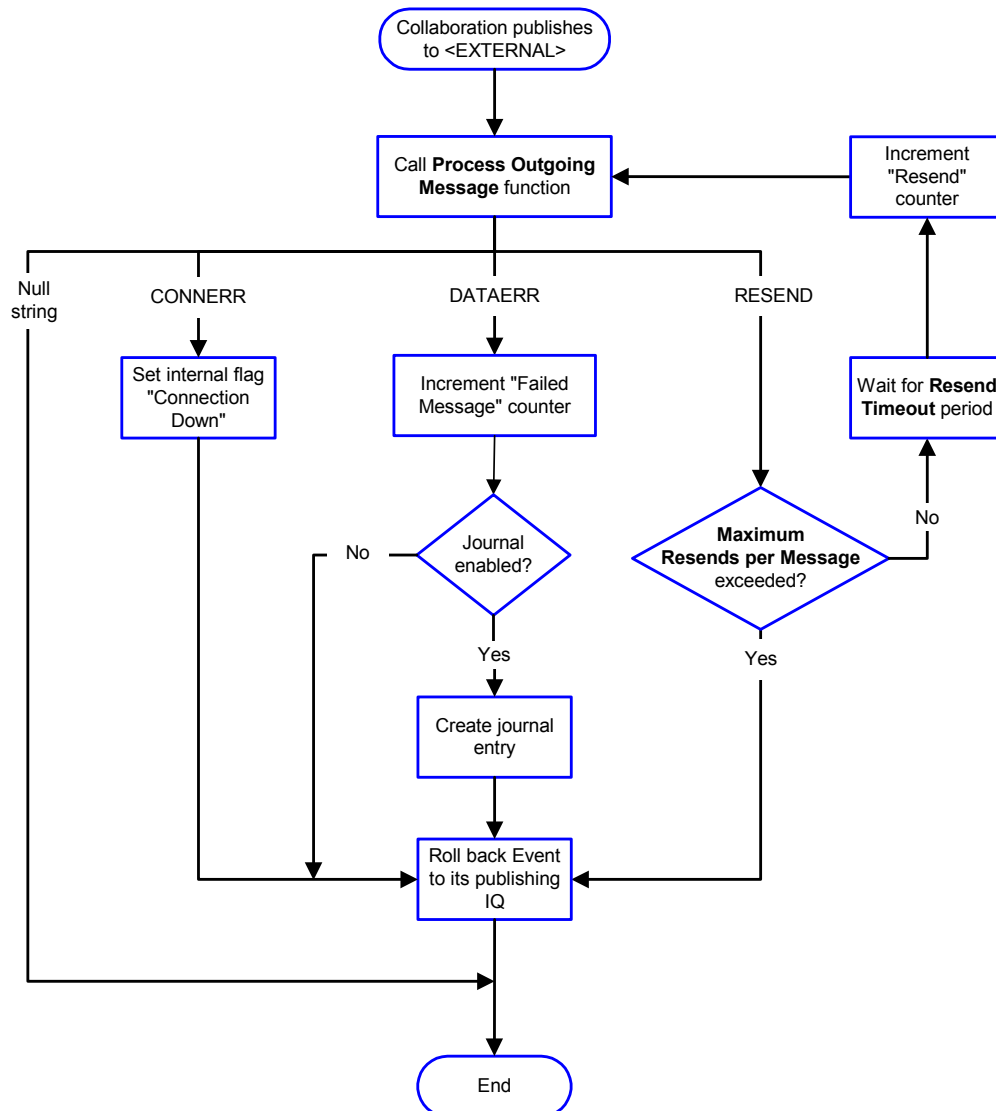 Collaboration publishes
to <EXTERNAL>
Call Process Outgoing
Message function
Increment
"Resend"
counter
Null
string
CONNERR
DATAERR
RESEND
Set internal flag
"Connection
Down"
Increment "Failed
Message" counter
Wait for Resend
Timeout period
No
Journal
enabled?
Maximum
Resends per Message
exceeded?
No
Yes
Yes
Create journal
entry
Roll back Event
to its publishing
IQ
End